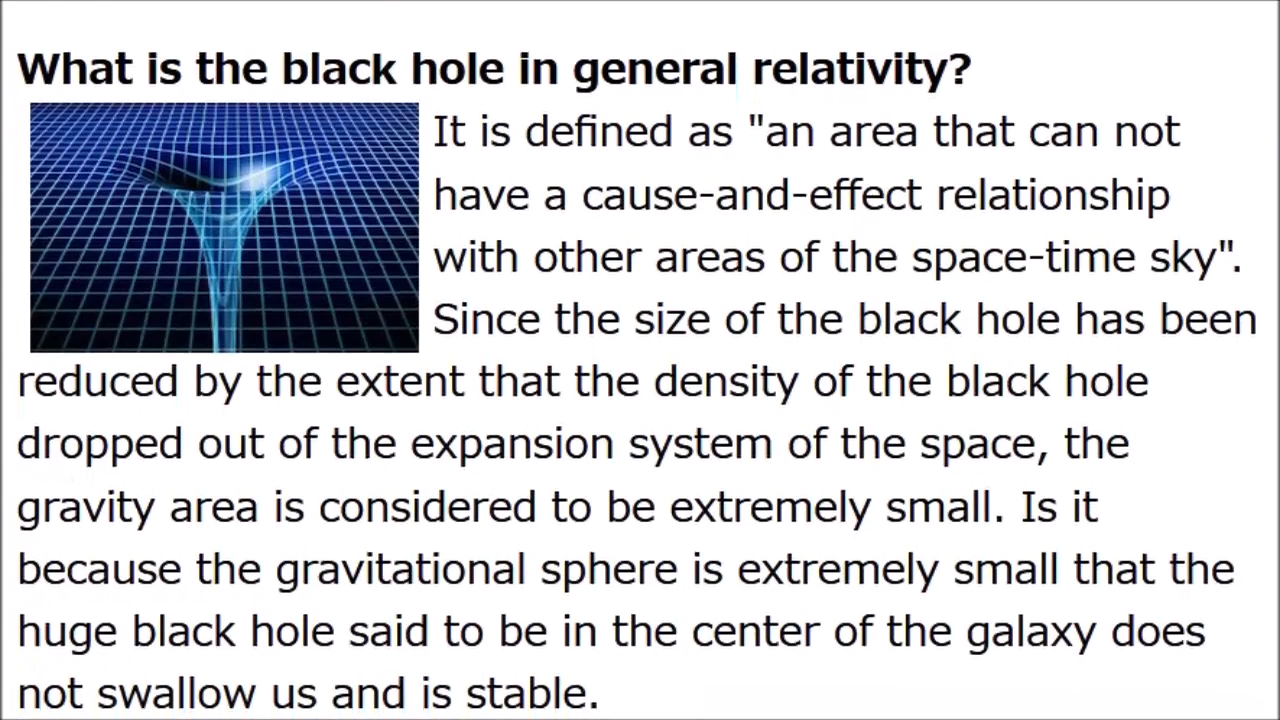 What is the black hole in general relativity?
It is defined as "an area that can not
have a cause-and-effect relationship
with other areas of the space-time sky".
Since the size of the black hole has been
reduced by the extent that the density of the black hole
dropped out of the expansion system of the space, the
gravity area is considered to be extremely small. Is it
because the gravitational sphere is extremely small that the
huge black hole said to be in the center of the galaxy does
not swallow us and is stable.